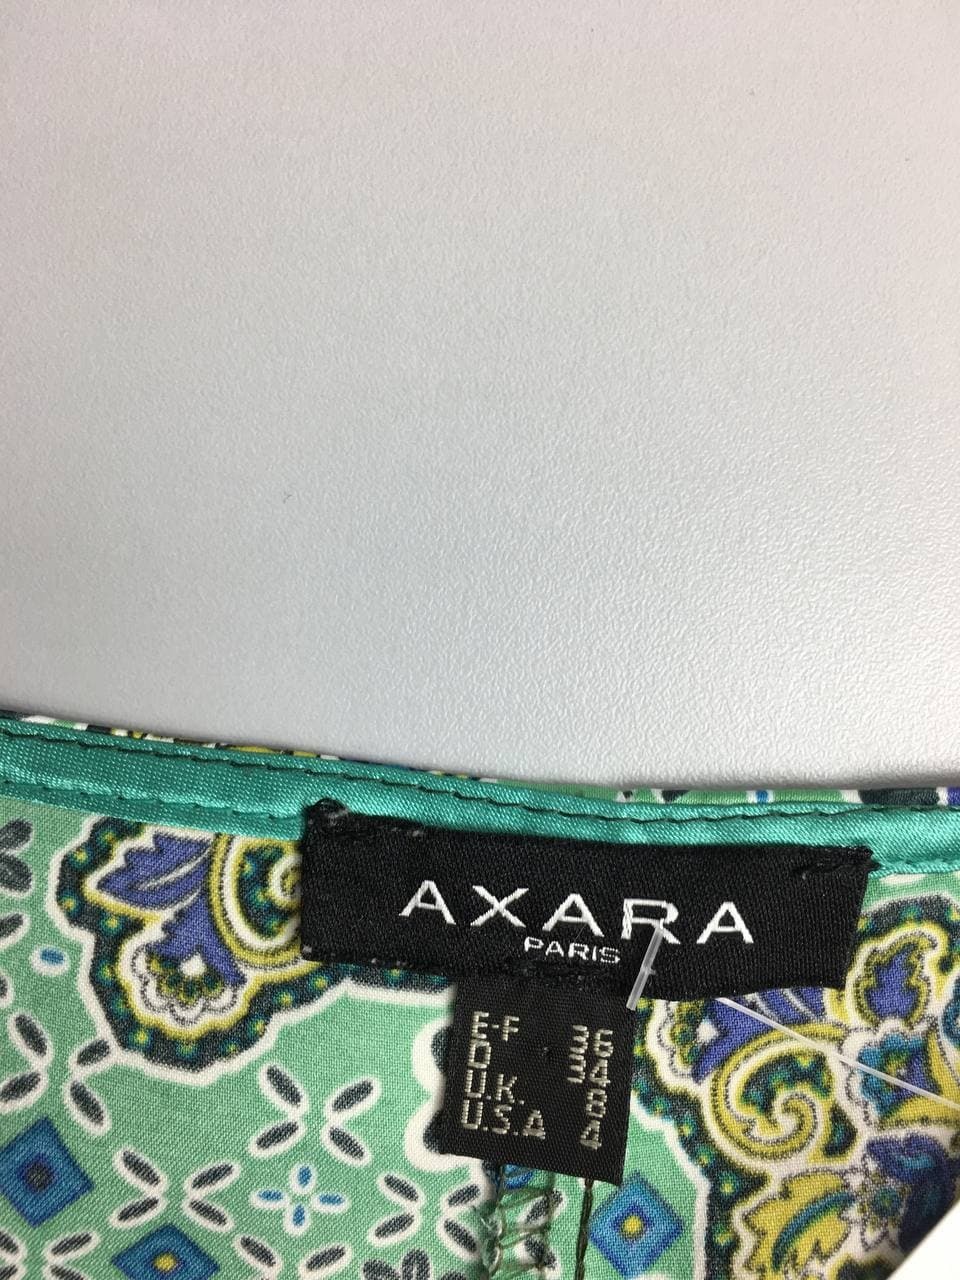 AXARA
PARIS
E-F 36
D 34
U.K. 8
U.S.A 4